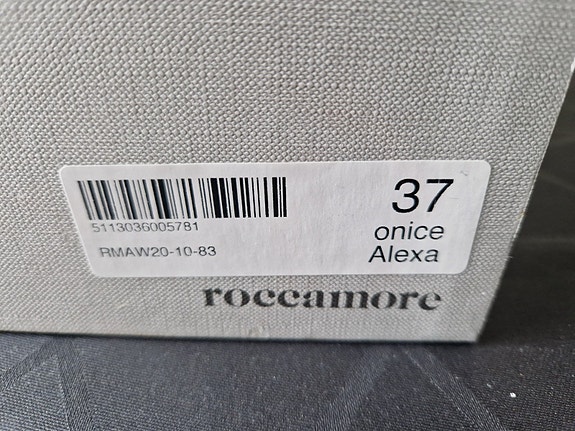 5113036005781
RMAW20-10-83
37
onice
Alexa
roccamore